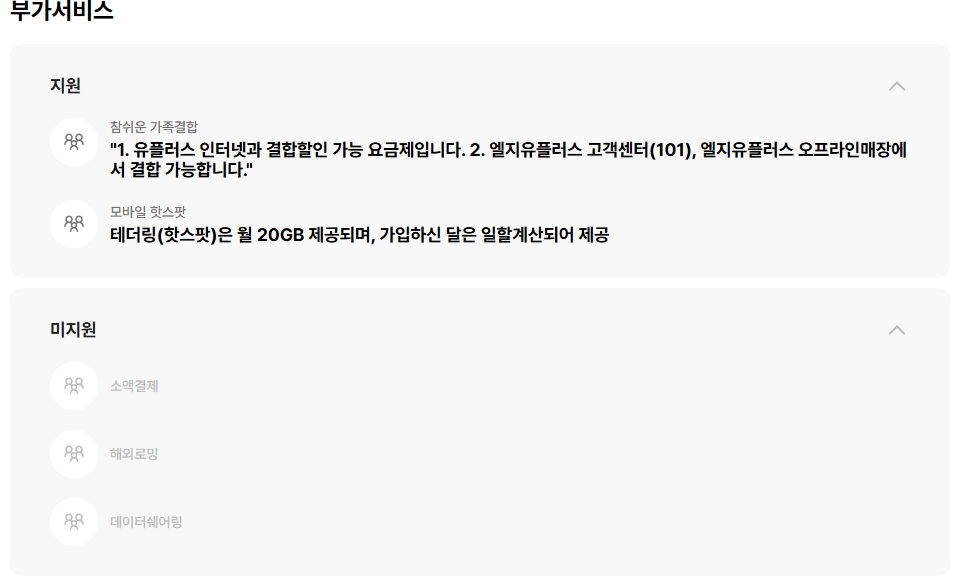 부가서비스
지원
참쉬운 가족결합
"1. 유플러스 인터넷과 결합할인 가능 요금제입니다. 2. 엘지유플러스 고객센터(101), 엘지유플러스 오프라인매장에
서 결합 가능합니다."
모바일 핫스팟
테더링(핫스팟)은 월 20GB 제공되며, 가입하신 달은 일할계산되어 제공
미지원
소액결제
해외로밍
데이터쉐어링